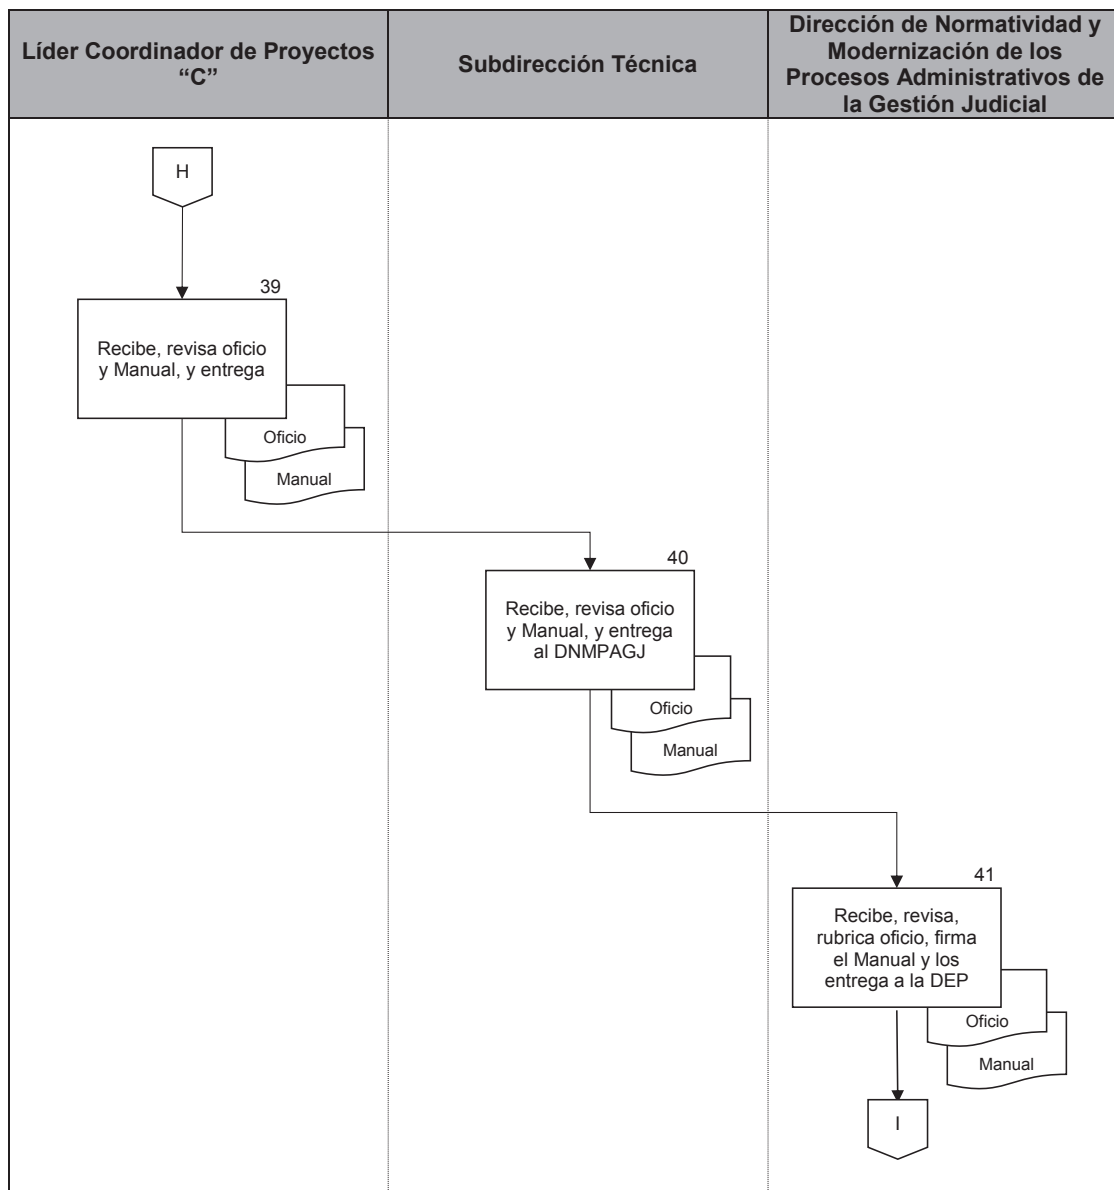 Líder Coordinador de Proyectos
“C”
Subdirección Técnica
Dirección de Normatividad y
Modernización de los
Procesos Administrativos de
la Gestión Judicial
H
39
Recibe, revisa oficio
y Manual, y entrega
Oficio
Manual
40
Recibe, revisa oficio
y Manual, y entrega
al DNMPAGJ
Oficio
Manual
41
Recibe, revisa,
rubrica oficio, firma
el Manual y los
entrega a la DEP
Oficio
Manual
I